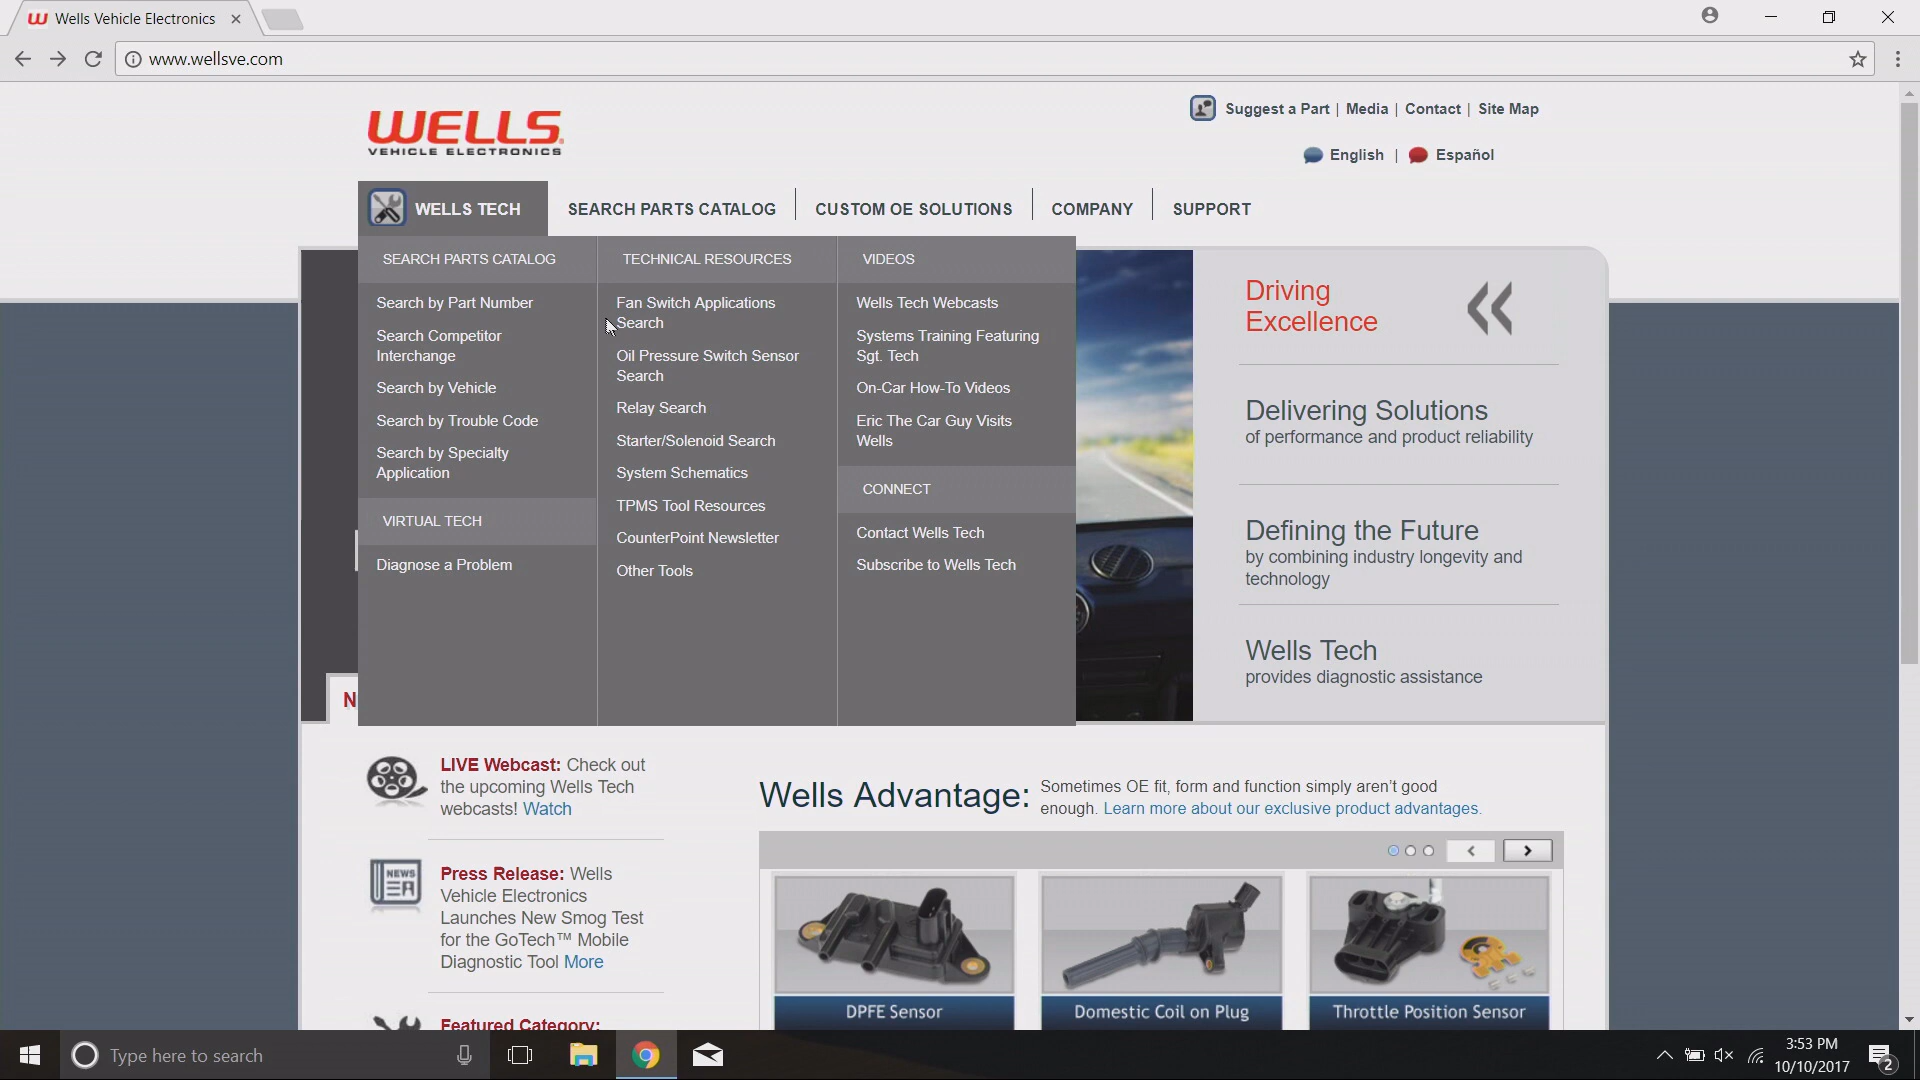 Wells Vehicle Electronics
www.wellsve.com
WELLS
VEHICLE ELECTRONICS
Suggest a Part | Media | Contact | Site Map
English | Español
WELLS TECH
SEARCH PARTS CATALOG
CUSTOM OE SOLUTIONS
COMPANY
SUPPORT
SEARCH PARTS CATALOG
Search by Part Number
Search Competitor
Interchange
Search by Vehicle
Search by Trouble Code
Search by Specialty
Application
VIRTUAL TECH
Diagnose a Problem
TECHNICAL RESOURCES
Fan Switch Applications
Search
Oil Pressure Switch Sensor
Search
Relay Search
Starter/Solenoid Search
System Schematics
TPMS Tool Resources
CounterPoint Newsletter
Other Tools
VIDEOS
Wells Tech Webcasts
Systems Training Featuring
Sgt. Tech
On-Car How-To Videos
Eric The Car Guy Visits
Wells
CONNECT
Contact Wells Tech
Subscribe to Wells Tech
Driving
Excellence
Delivering Solutions
of performance and product reliability
Defining the Future
by combining industry longevity and
technology
Wells Tech
provides diagnostic assistance
N
LIVE Webcast: Check out
the upcoming Wells Tech
webcasts! Watch
NEWS
Press Release: Wells
Vehicle Electronics
Launches New Smog Test
for the GoTech™ Mobile
Diagnostic Tool More
Featured Category:
Wells Advantage:
Sometimes OE fit, form and function simply aren't good
enough. Learn more about our exclusive product advantages.
DPFE Sensor
Domestic Coil on Plug
Throttle Position Sensor
Type here to search
3:53 PM
10/10/2017
2